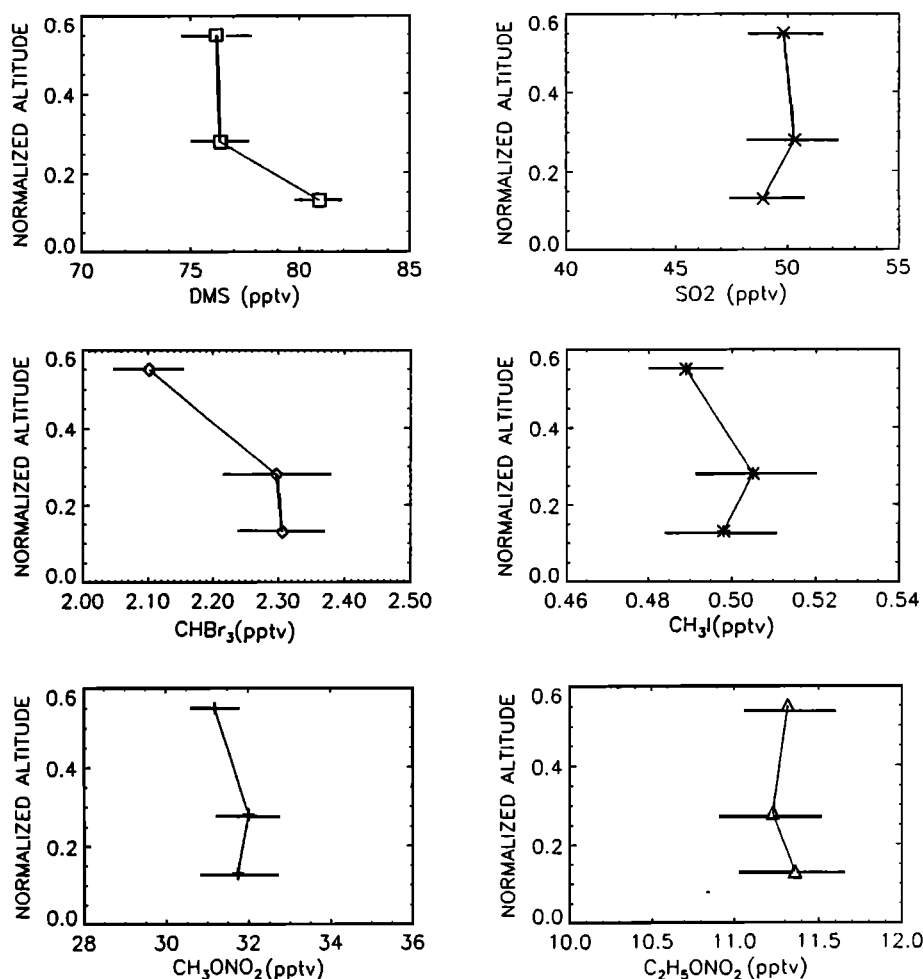 NORMALIZED ALTITUDE
0.6
0.4
0.2
0.0
70 75 80 85
DMS (pptv)
NORMALIZED ALTITUDE
0.6
0.4
0.2
0.0
40 45 50 55
SO2 (pptv)
NORMALIZED ALTITUDE
0.6
0.4
0.2
0.0
2.00 2.10 2.20 2.30 2.40 2.50
CHBr₃(pptv)
NORMALIZED ALTITUDE
0.6
0.4
0.2
0.0
0.46 0.48 0.50 0.52 0.54
CH₃I(pptv)
NORMALIZED ALTITUDE
0.6
0.4
0.2
0.0
28 30 32 34 36
CH₃ONO₂(pptv)
NORMALIZED ALTITUDE
0.6
0.4
0.2
0.0
10.0 10.5 11.0 11.5 12.0
C₂H₅ONO₂ (pptv)